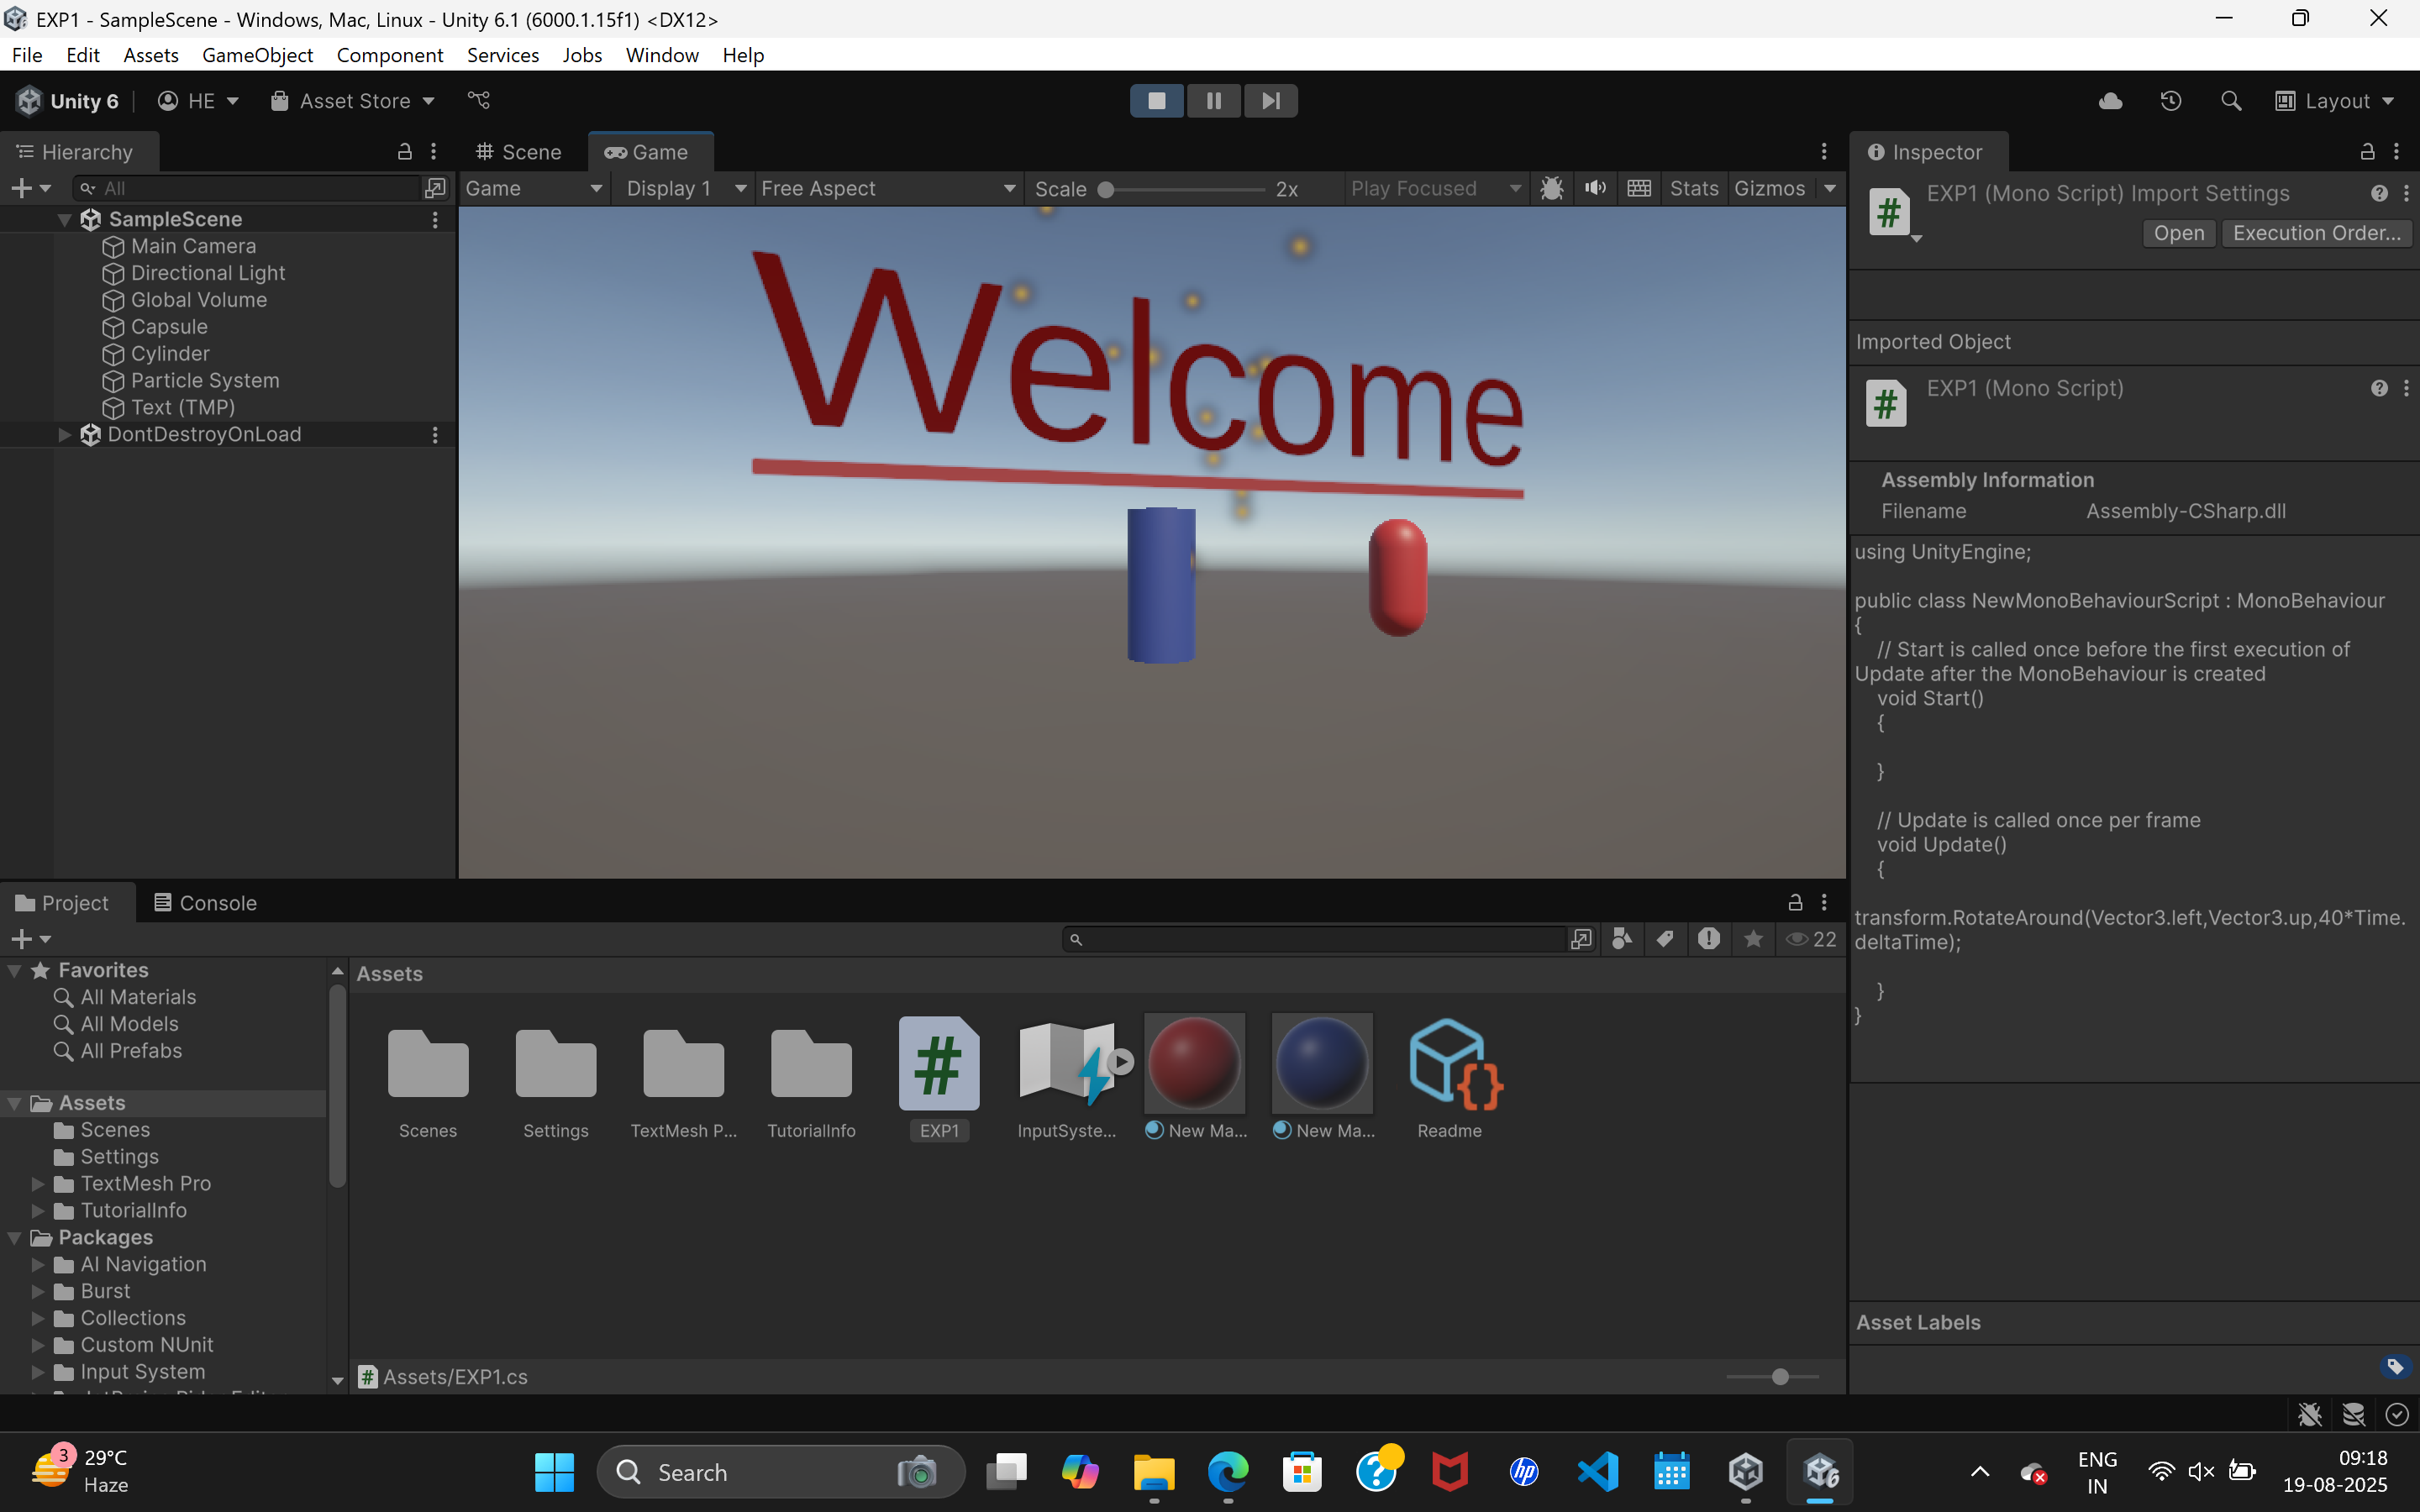 EXP1 - SampleScene - Windows, Mac, Linux - Unity 6.1 (6000.1.15f1) <DX12>
File Edit Assets GameObject Component Services Jobs Window Help
Unity 6 HE Asset Store Layout
Hierarchy
All
SampleScene
Main Camera
Directional Light
Global Volume
Capsule
Cylinder
Particle System
Text (TMP)
DontDestroyOnLoad
Scene Game
Game Display 1 Free Aspect Scale 2x Play Focused Stats Gizmos
Welcome
Inspector
EXP1 (Mono Script) Import Settings
Open Execution Order...
Imported Object
EXP1 (Mono Script)
Assembly Information
Filename Assembly-CSharp.dll
using UnityEngine;
public class NewMonoBehaviourScript : MonoBehaviour
{
// Start is called once before the first execution of
Update after the MonoBehaviour is created
void Start()
{
}
// Update is called once per frame
void Update()
{
transform.RotateAround(Vector3.left,Vector3.up,40*Time.
deltaTime);
}
}
Asset Labels
Project Console
22
Favorites
All Materials
All Models
All Prefabs
Assets
Scenes
Settings
TextMesh Pro
TutorialInfo
Packages
AI Navigation
Burst
Collections
Custom NUnit
Input System
Assets
Scenes Settings TextMesh P... TutorialInfo EXP1 InputSyste... New Ma... New Ma... Readme
Assets/EXP1.cs
3 29°C
Haze
Search
ENG
IN
09:18
19-08-2025